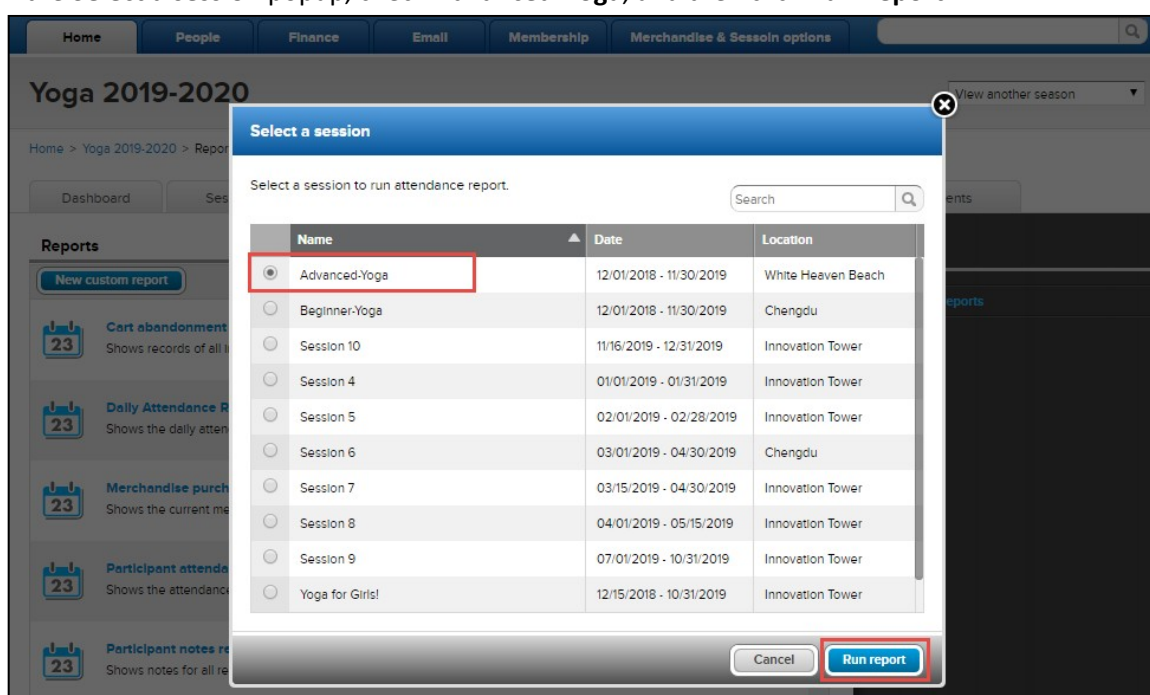 Home People Finance Email Membership Merchandise & Sessoin options
Yoga 2019-2020
View another season
Select a session
Home > Yoga 2019-2020 > Repor
Select a session to run attendance report.
Search
Dashboard Ses ents
Name Date Location
Reports
New custom report
Advanced-Yoga 12/01/2018 - 11/30/2019 White Heaven Beach
eports
Beginner-Yoga 12/01/2018 - 11/30/2019 Chengdu
23 Cart abandonment
Shows records of all
Session 10 11/16/2019 - 12/31/2019 Innovation Tower
Session 4 01/01/2019 - 01/31/2019 Innovation Tower
23 Daily Attendance R
Shows the daily atten
Session 5 02/01/2019 - 02/28/2019 Innovation Tower
Session 6 03/01/2019 - 04/30/2019 Chengdu
23 Merchandise purch
Shows the current me
Session 7 03/15/2019 - 04/30/2019 Innovation Tower
Session 8 04/01/2019 - 05/15/2019 Innovation Tower
23 Participant attenda
Shows the attendance
Session 9 07/01/2019 - 10/31/2019 Innovation Tower
Yoga for Girls! 12/15/2018 - 10/31/2019 Innovation Tower
23 Participant notes re
Shows notes for all re
Cancel Run report